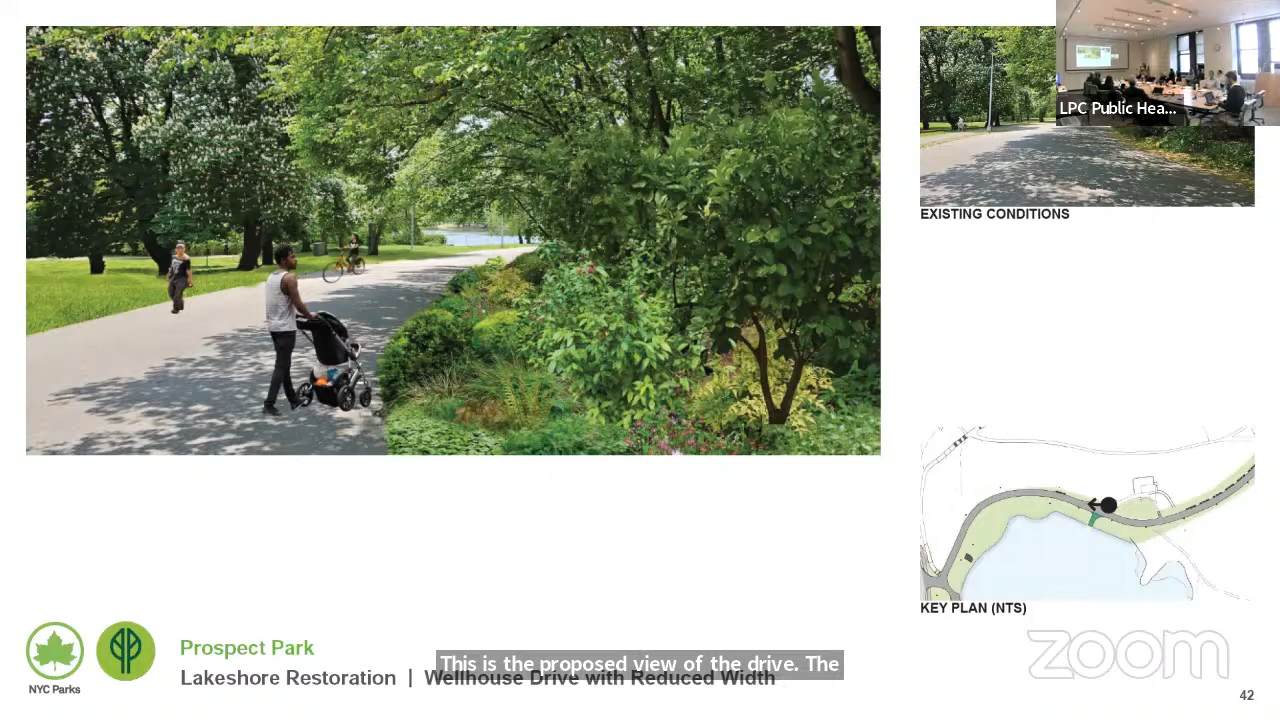 LPC Public Hea...
EXISTING CONDITIONS
KEY PLAN (NTS)
NYC Parks
Prospect Park
Lakeshore Restoration | Wellhouse Drive with Reduced Width
This is the proposed view of the drive. The
zoom
42